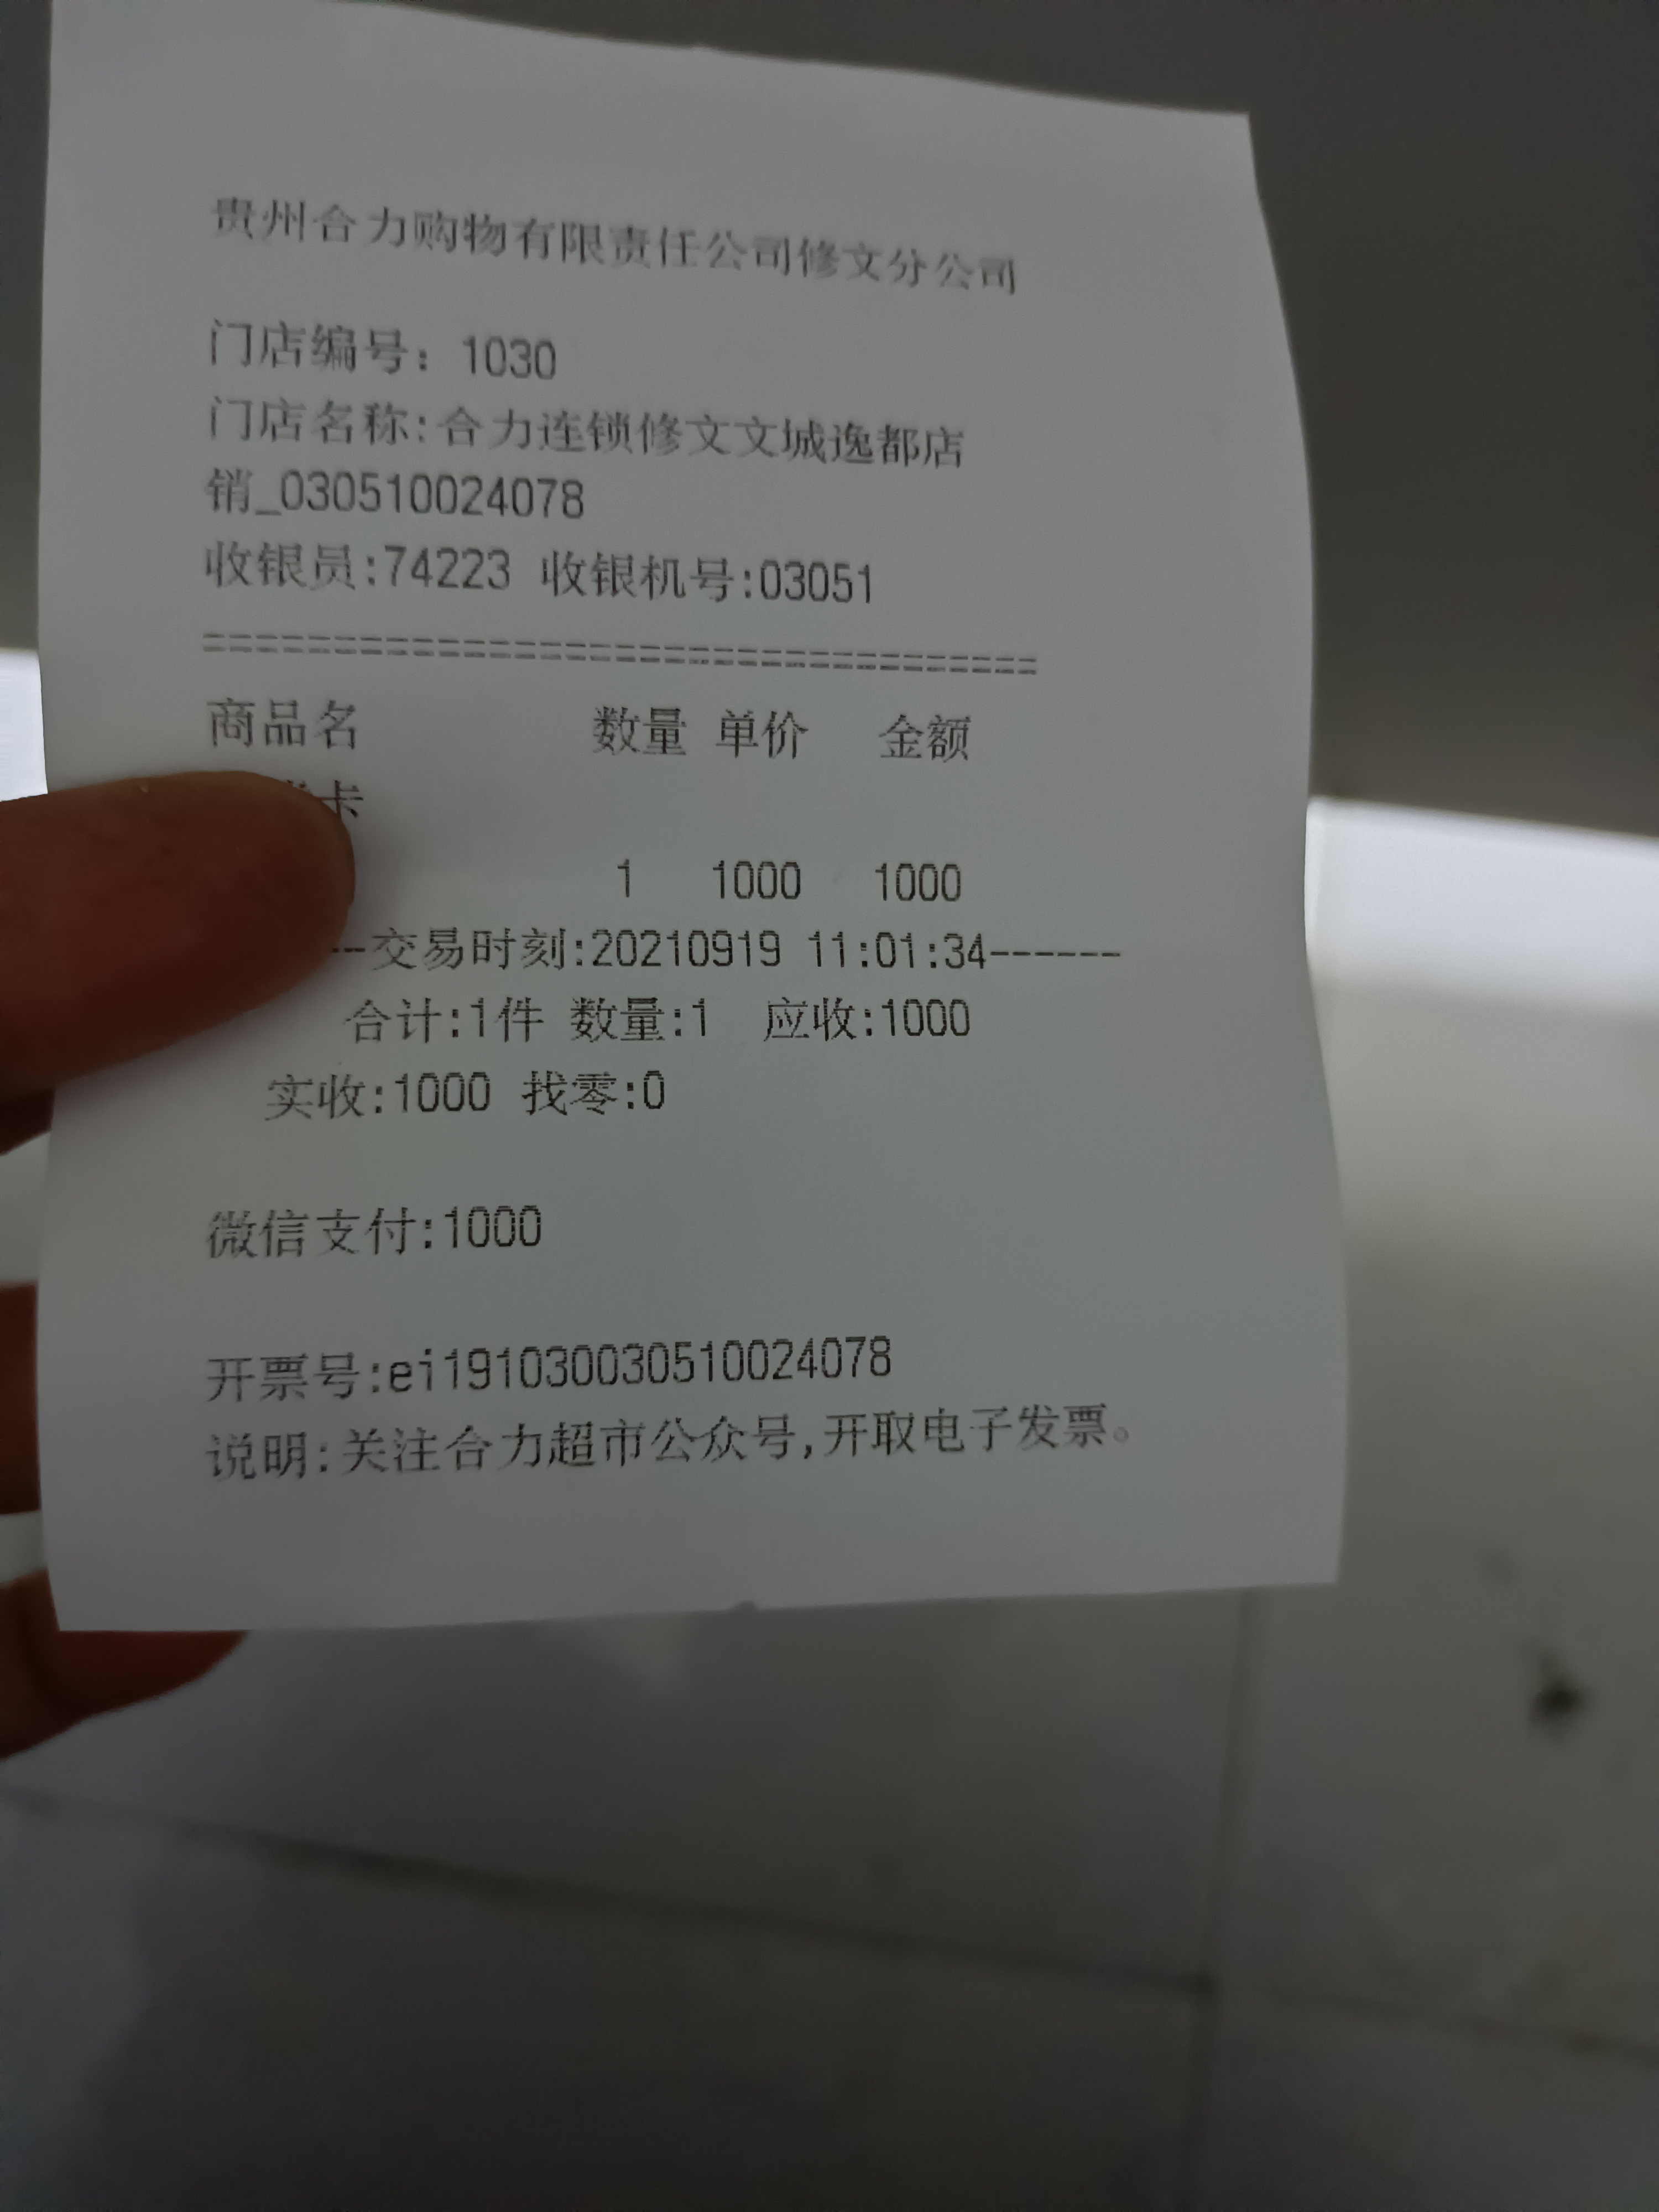 贵州合力购物有限责任公司修文分公司
门店编号：1030
门店名称:合力连锁修文文城逸都店
销_030510024078
收银员:74223 收银机号:03051
================================
商品名 数量 单价 金额
卡
1 1000 1000
--交易时刻:20210919 11:01:34------
合计:1件 数量:1 应收:1000
实收:1000 找零:0
微信支付:1000
开票号:ei191030030510024078
说明:关注合力超市公众号,开取电子发票。